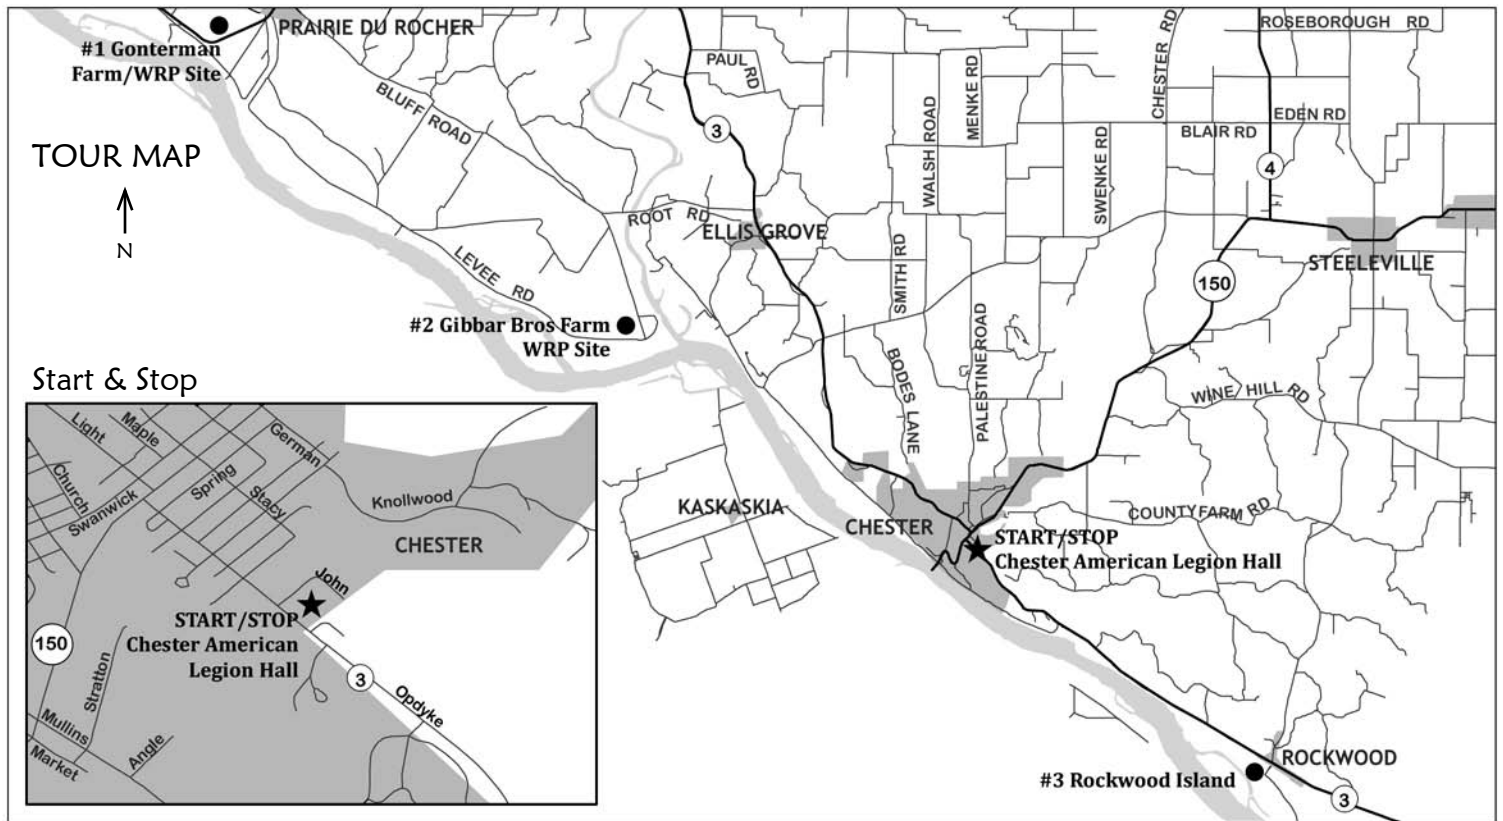 PRAIRIE DU ROCHER
#1 Gonterman
Farm/WRP Site
BLUFF ROAD
TOUR MAP
N
PAUL RD
3
MENKE RD
WALSH ROAD
CHESTER RD
ROSEBOROUGH RD
EDEN RD
BLAIR RD
4
SWENKE RD
ROOT RD
ELLIS GROVE
SMITH RD
LEVEE RD
#2 Gibbar Bros Farm
WRP Site
150
STEELEVILLE
PALESTINE ROAD
BODES LANE
WINE HILL RD
KASKASKIA
CHESTER
COUNTYFARM RD
START/STOP
Chester American Legion Hall
ROCKWOOD
#3 Rockwood Island
3
Start & Stop
Light
Maple
German
Church
Swanwick
Spring
Stacy
Knollwood
CHESTER
John
START/STOP
Chester American
Legion Hall
150
Stratton
3
Opdyke
Mullins
Market
Angle